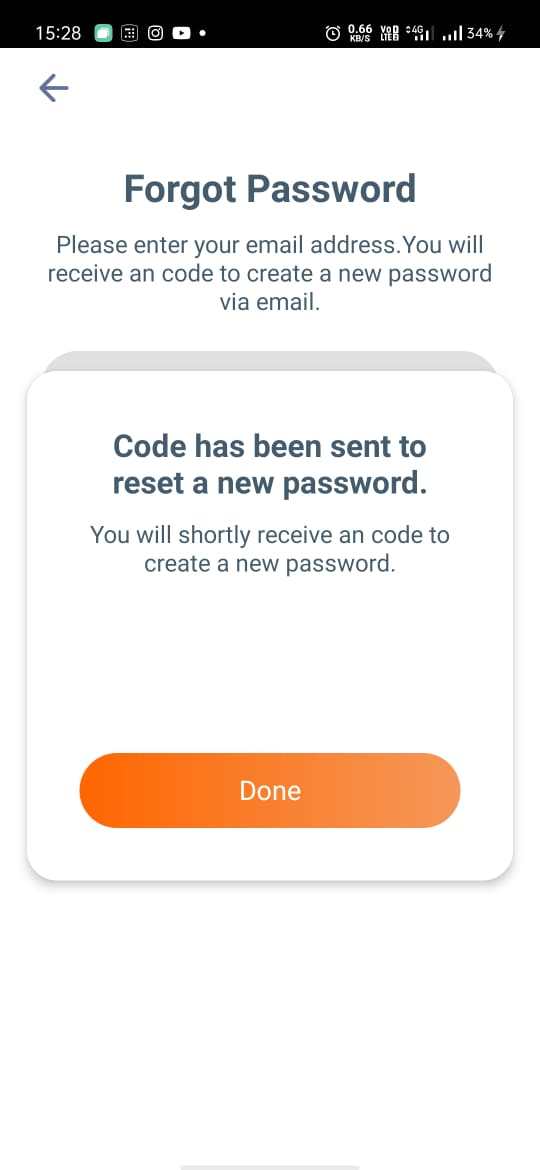 15:28
0.66
KB/S
4G
34%
Forgot Password
Please enter your email address.You will
receive an code to create a new password
via email.
Code has been sent to
reset a new password.
You will shortly receive an code to
create a new password.
Done